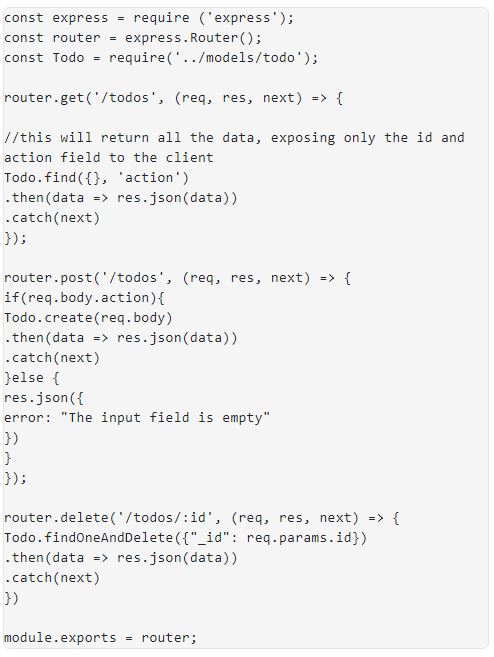 const express = require ('express');
const router = express.Router();
const Todo = require('../models/todo');

router.get('/todos', (req, res, next) => {

//this will return all the data, exposing only the id and
action field to the client
Todo.find({}, 'action')
.then(data => res.json(data))
.catch(next)
});

router.post('/todos', (req, res, next) => {
if(req.body.action){
Todo.create(req.body)
.then(data => res.json(data))
.catch(next)
}else {
res.json({
error: "The input field is empty"
})
}
});

router.delete('/todos/:id', (req, res, next) => {
Todo.findOneAndDelete({"_id": req.params.id})
.then(data => res.json(data))
.catch(next)
})

module.exports = router;